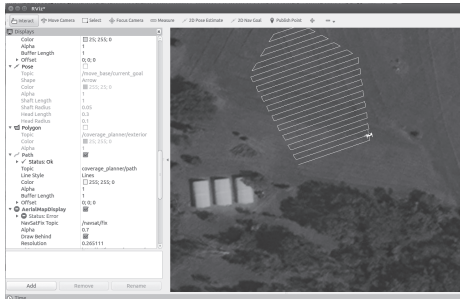 RViz*
Interact Move Camera Select Focus Camera Measure 2D Pose Estimate 2D Nav Goal Publish Point
Displays
Color 25; 255; 0
Alpha 1
Buffer Length 1
Offset 0; 0; 0
Pose
Topic /move_base/current_goal
Shape Arrow
Color 255; 25; 0
Alpha 1
Shaft Length 1
Shaft Radius 0.05
Head Length 0.3
Head Radius 0.1
Polygon
Topic /coverage_planner/exterior
Color 25; 255; 0
Alpha 1
Path
Status: Ok
Topic coverage_planner/path
Line Style Lines
Color 255; 255; 0
Alpha 1
Buffer Length 1
Offset 0; 0; 0
AerialMapDisplay
Status: Error
NavSatFix Topic /navsat/fix
Alpha 0.7
Draw Behind
Resolution 0.265111
Add Remove Rename
Time